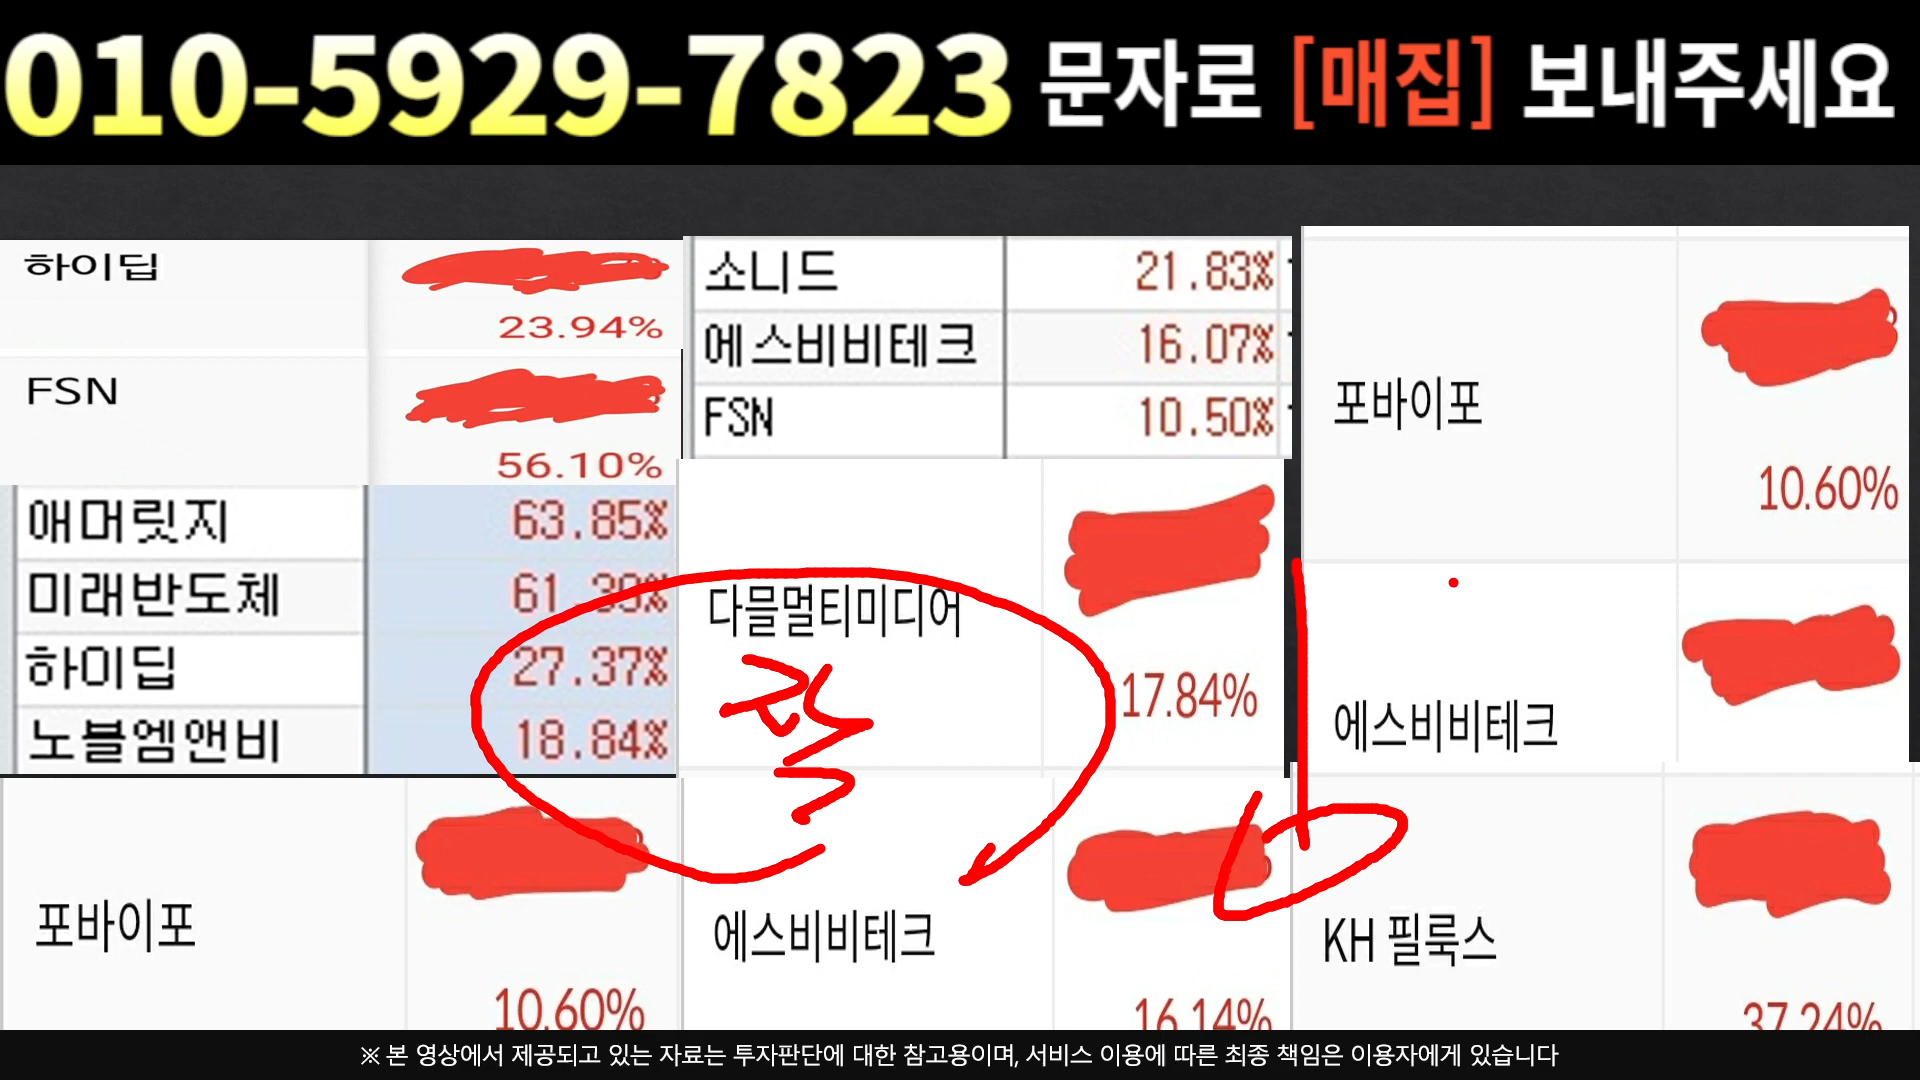 010-5929-7823 문자로 [매집] 보내주세요
하이딥
23.94%
FSN
56.10%
소니드 21.83%
에스비비테크 16.07%
FSN 10.50%
포바이포
10.60%
애머릿지 63.85%
미래반도체 61.39%
하이딥 27.37%
노블엠앤비 18.84%
다믈멀티미디어
17.84%
에스비비테크
포바이포
10.60%
에스비비테크
16.14%
KH 필룩스
37.24%
※ 본 영상에서 제공되고 있는 자료는 투자판단에 대한 참고용이며, 서비스 이용에 따른 최종 책임은 이용자에게 있습니다